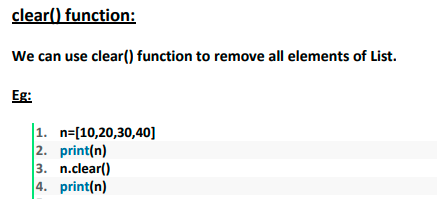 clear() function:
We can use clear() function to remove all elements of List.
Eg:
1. n=[10,20,30,40]
2. print(n)
3. n.clear()
4. print(n)